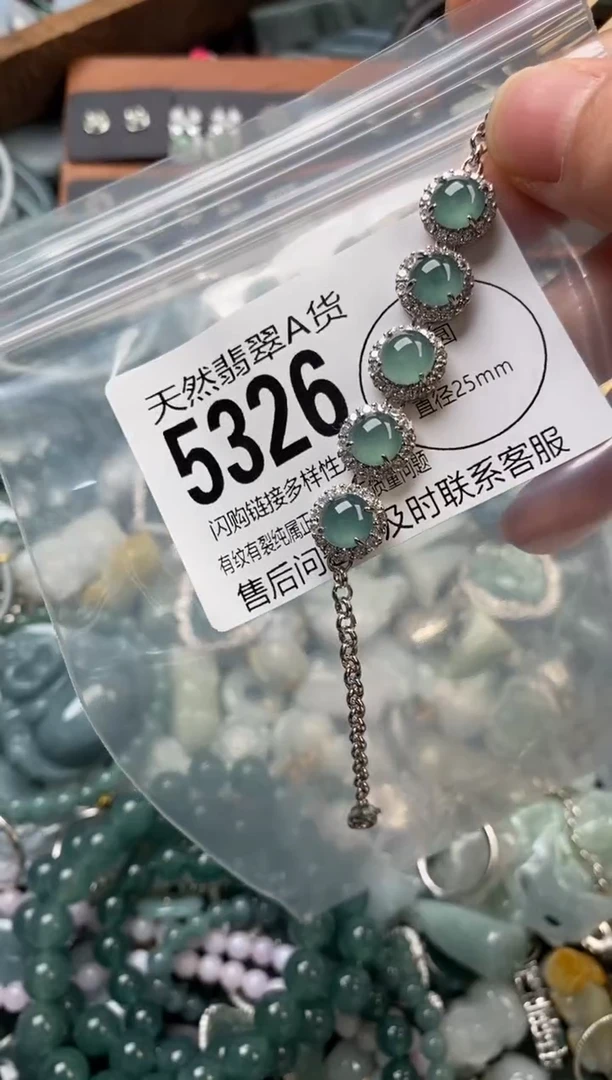 天然翡翠A货
5326
圆
直径25mm
闪购链接多样性
质量问题
有纹有裂纯属正
售后问
及时联系客服